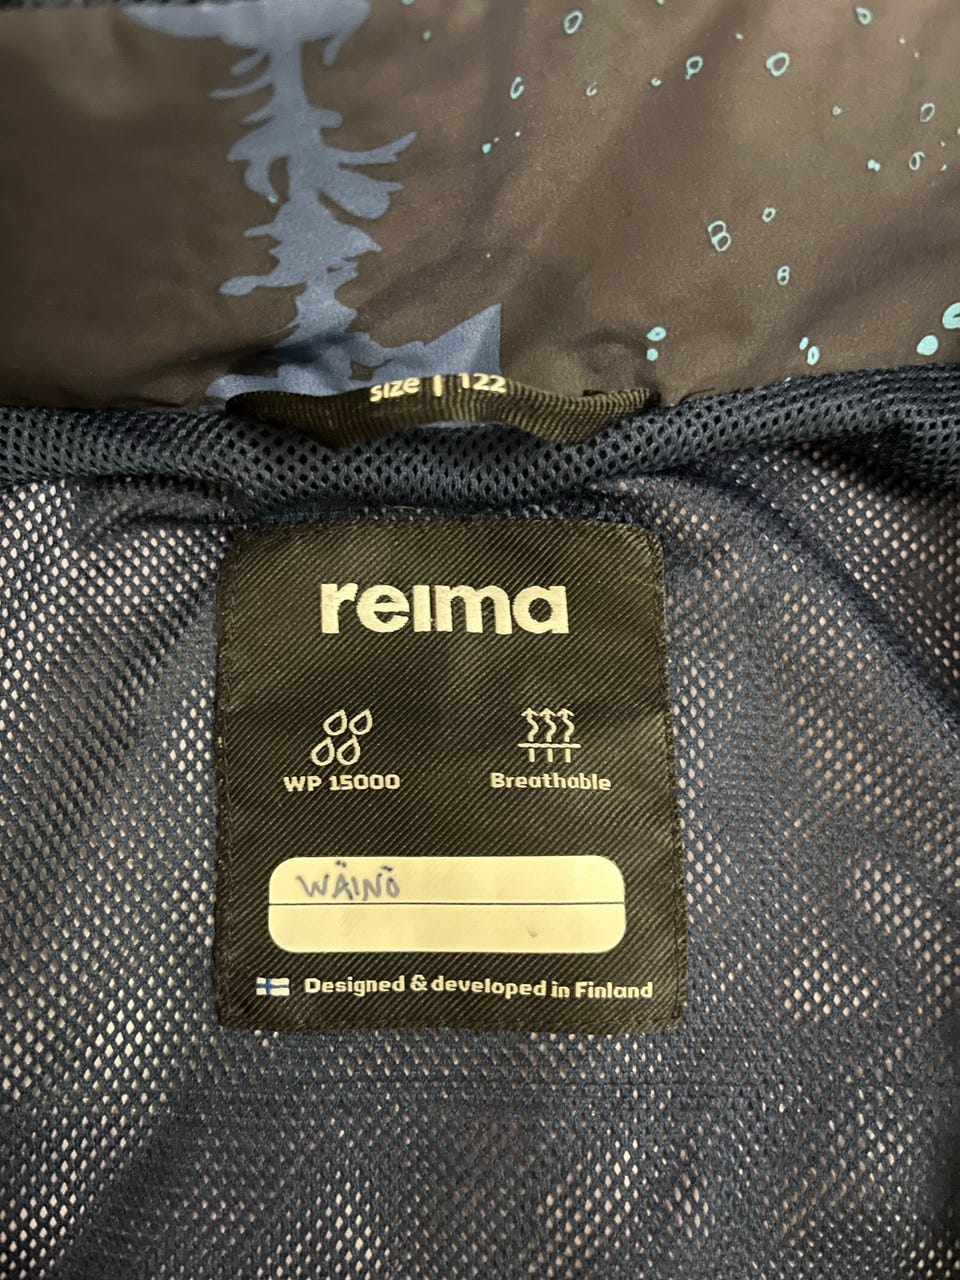 size | 122
reima
WP 15000
Breathable
WÄINÖ
Designed & developed in Finland